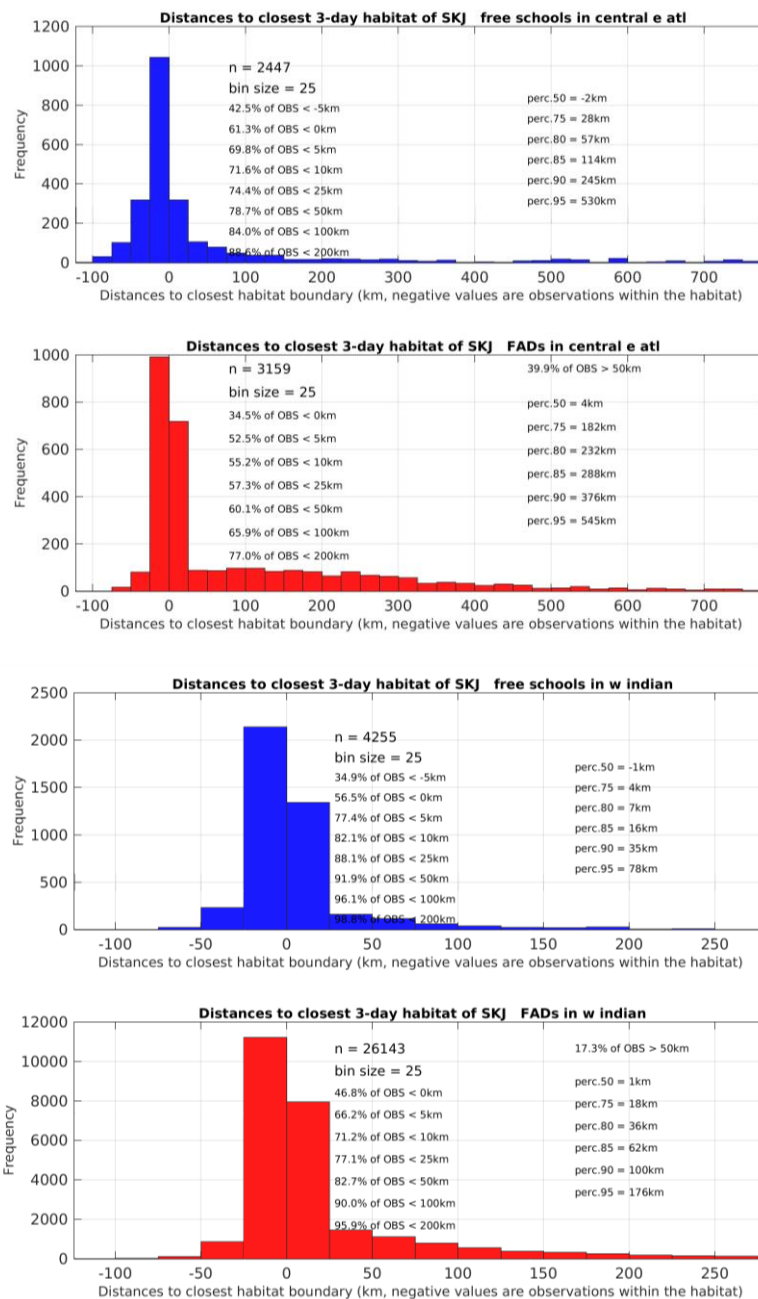 Distances to closest 3-day habitat of SKJ free schools in central e atl
1200
1000
800
600
400
200
0
Frequency
n = 2447
bin size = 25
42.5% of OBS < -5km
61.3% of OBS < 0km
69.8% of OBS < 5km
71.6% of OBS < 10km
74.4% of OBS < 25km
78.7% of OBS < 50km
84.0% of OBS < 100km
88.6% of OBS < 200km
perc.50 = -2km
perc.75 = 28km
perc.80 = 57km
perc.85 = 114km
perc.90 = 245km
perc.95 = 530km
-100 0 100 200 300 400 500 600 700
Distances to closest habitat boundary (km, negative values are observations within the habitat)
Distances to closest 3-day habitat of SKJ FADs in central e atl
1000
800
600
400
200
0
Frequency
n = 3159
bin size = 25
34.5% of OBS < 0km
52.5% of OBS < 5km
55.2% of OBS < 10km
57.3% of OBS < 25km
60.1% of OBS < 50km
65.9% of OBS < 100km
77.0% of OBS < 200km
39.9% of OBS > 50km
perc.50 = 4km
perc.75 = 182km
perc.80 = 232km
perc.85 = 288km
perc.90 = 376km
perc.95 = 545km
-100 0 100 200 300 400 500 600 700
Distances to closest habitat boundary (km, negative values are observations within the habitat)
Distances to closest 3-day habitat of SKJ free schools in w indian
2500
2000
1500
1000
500
0
Frequency
n = 4255
bin size = 25
34.9% of OBS < -5km
56.5% of OBS < 0km
77.4% of OBS < 5km
82.1% of OBS < 10km
88.1% of OBS < 25km
91.9% of OBS < 50km
96.1% of OBS < 100km
98.8% of OBS < 200km
perc.50 = -1km
perc.75 = 4km
perc.80 = 7km
perc.85 = 16km
perc.90 = 35km
perc.95 = 78km
-100 -50 0 50 100 150 200 250
Distances to closest habitat boundary (km, negative values are observations within the habitat)
Distances to closest 3-day habitat of SKJ FADs in w indian
12000
10000
8000
6000
4000
2000
0
Frequency
n = 26143
bin size = 25
46.8% of OBS < 0km
66.2% of OBS < 5km
71.2% of OBS < 10km
77.1% of OBS < 25km
82.7% of OBS < 50km
90.0% of OBS < 100km
95.9% of OBS < 200km
17.3% of OBS > 50km
perc.50 = 1km
perc.75 = 18km
perc.80 = 36km
perc.85 = 62km
perc.90 = 100km
perc.95 = 176km
-100 -50 0 50 100 150 200 250
Distances to closest habitat boundary (km, negative values are observations within the habitat)